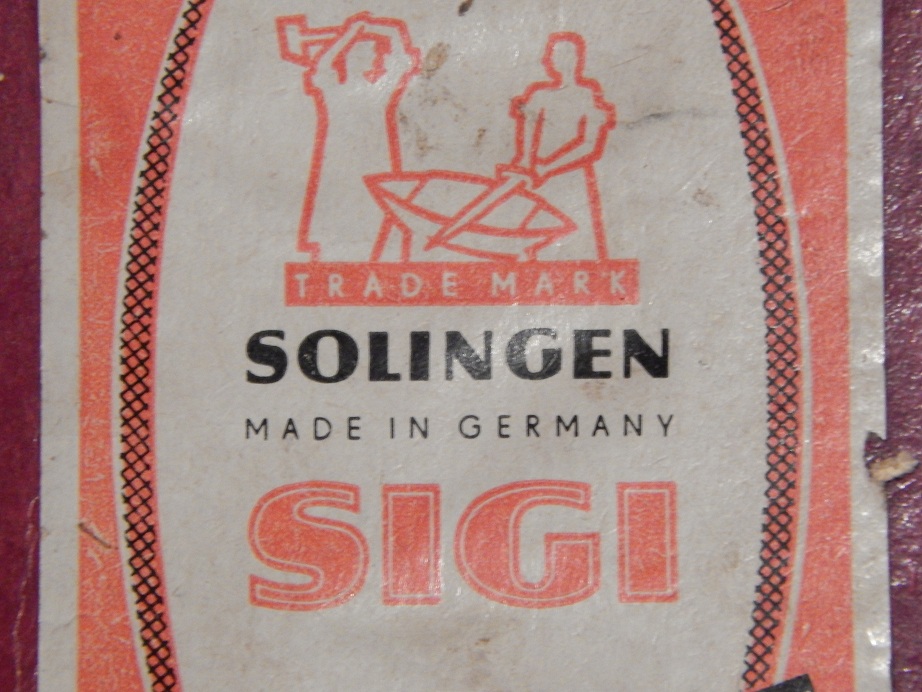 TRADE MARK
SOLINGEN
MADE IN GERMANY
SIGI